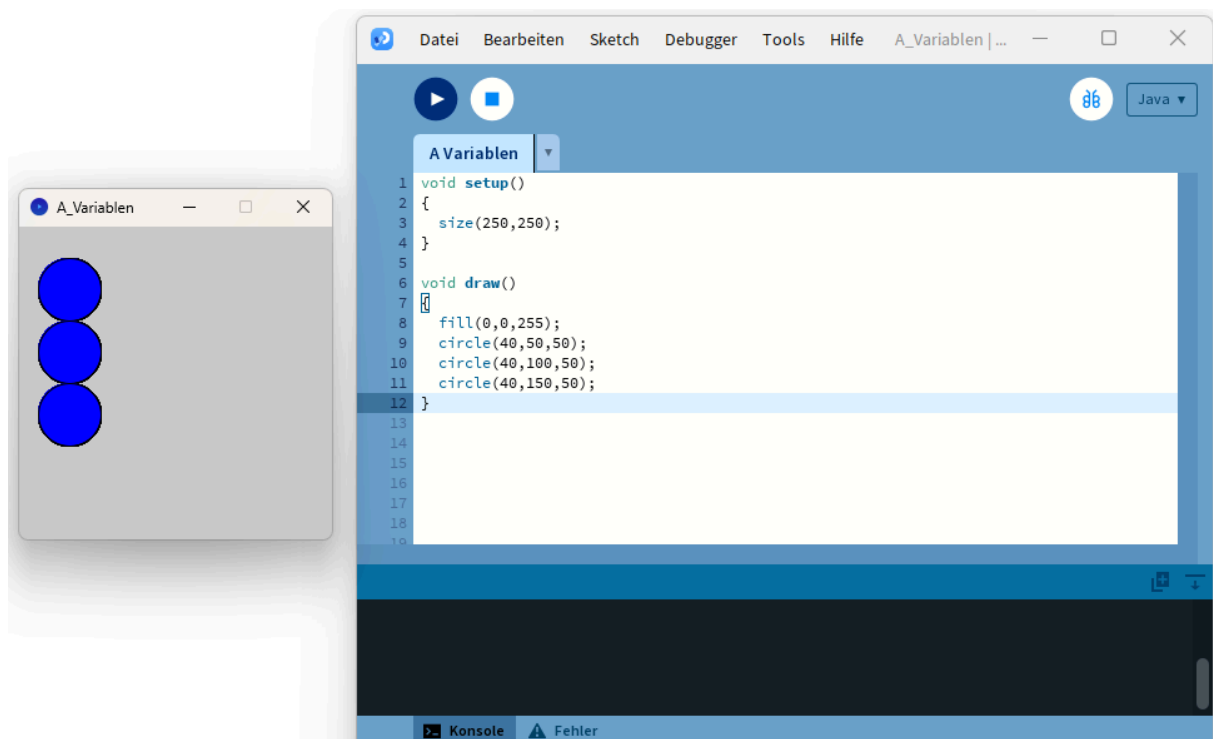 A_Variablen
Datei Bearbeiten Sketch Debugger Tools Hilfe A_Variablen | ...
Java ▾
A Variablen ▾
1 void setup()
2 {
3   size(250,250);
4 }
5
6 void draw()
7 {
8   fill(0,0,255);
9   circle(40,50,50);
10   circle(40,100,50);
11   circle(40,150,50);
12 }
13
14
15
16
17
18
19
Konsole Fehler